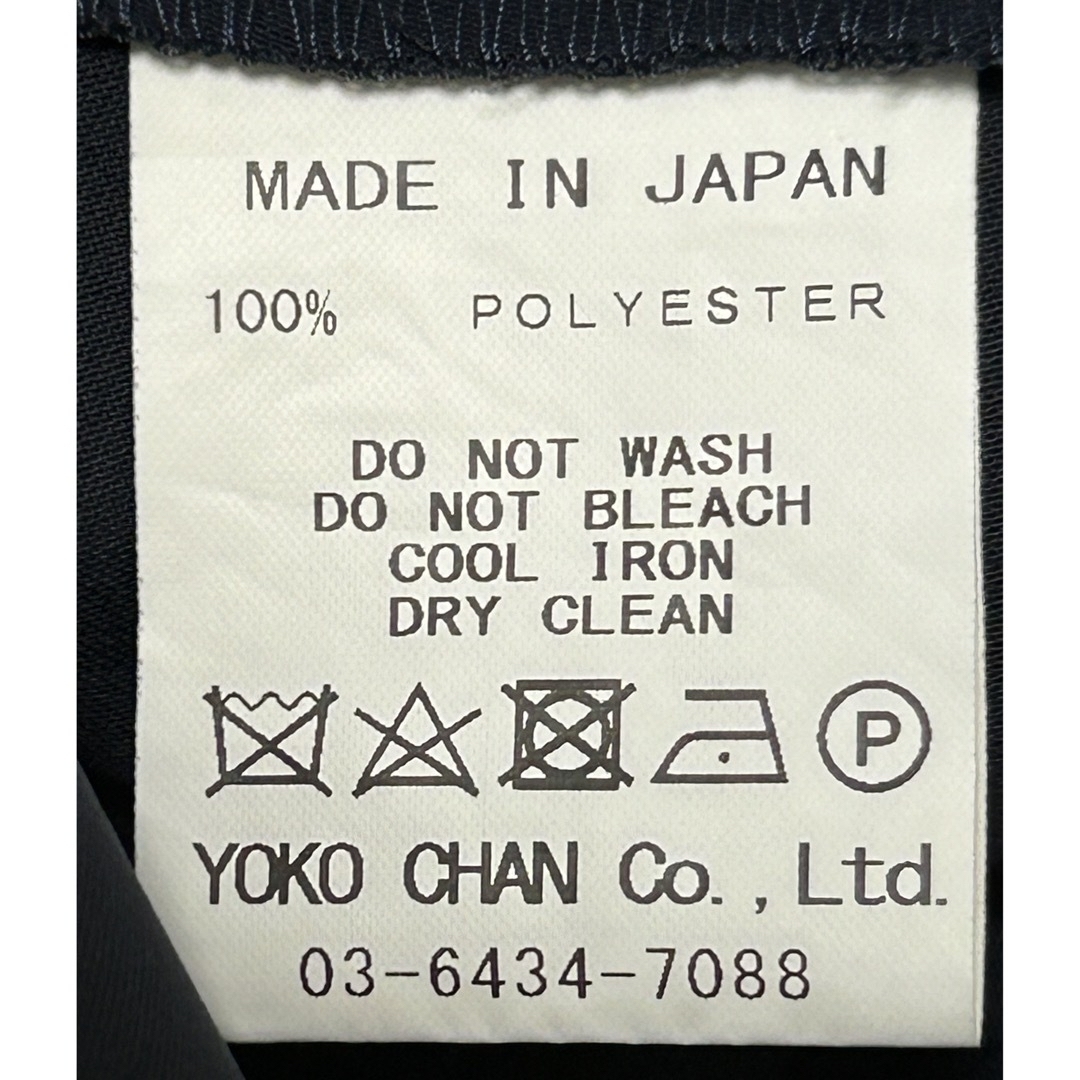 MADE IN JAPAN
100% POLYESTER
DO NOT WASH
DO NOT BLEACH
COOL IRON
DRY CLEAN
P
YOKO CHAN Co., Ltd.
03-6434-7088